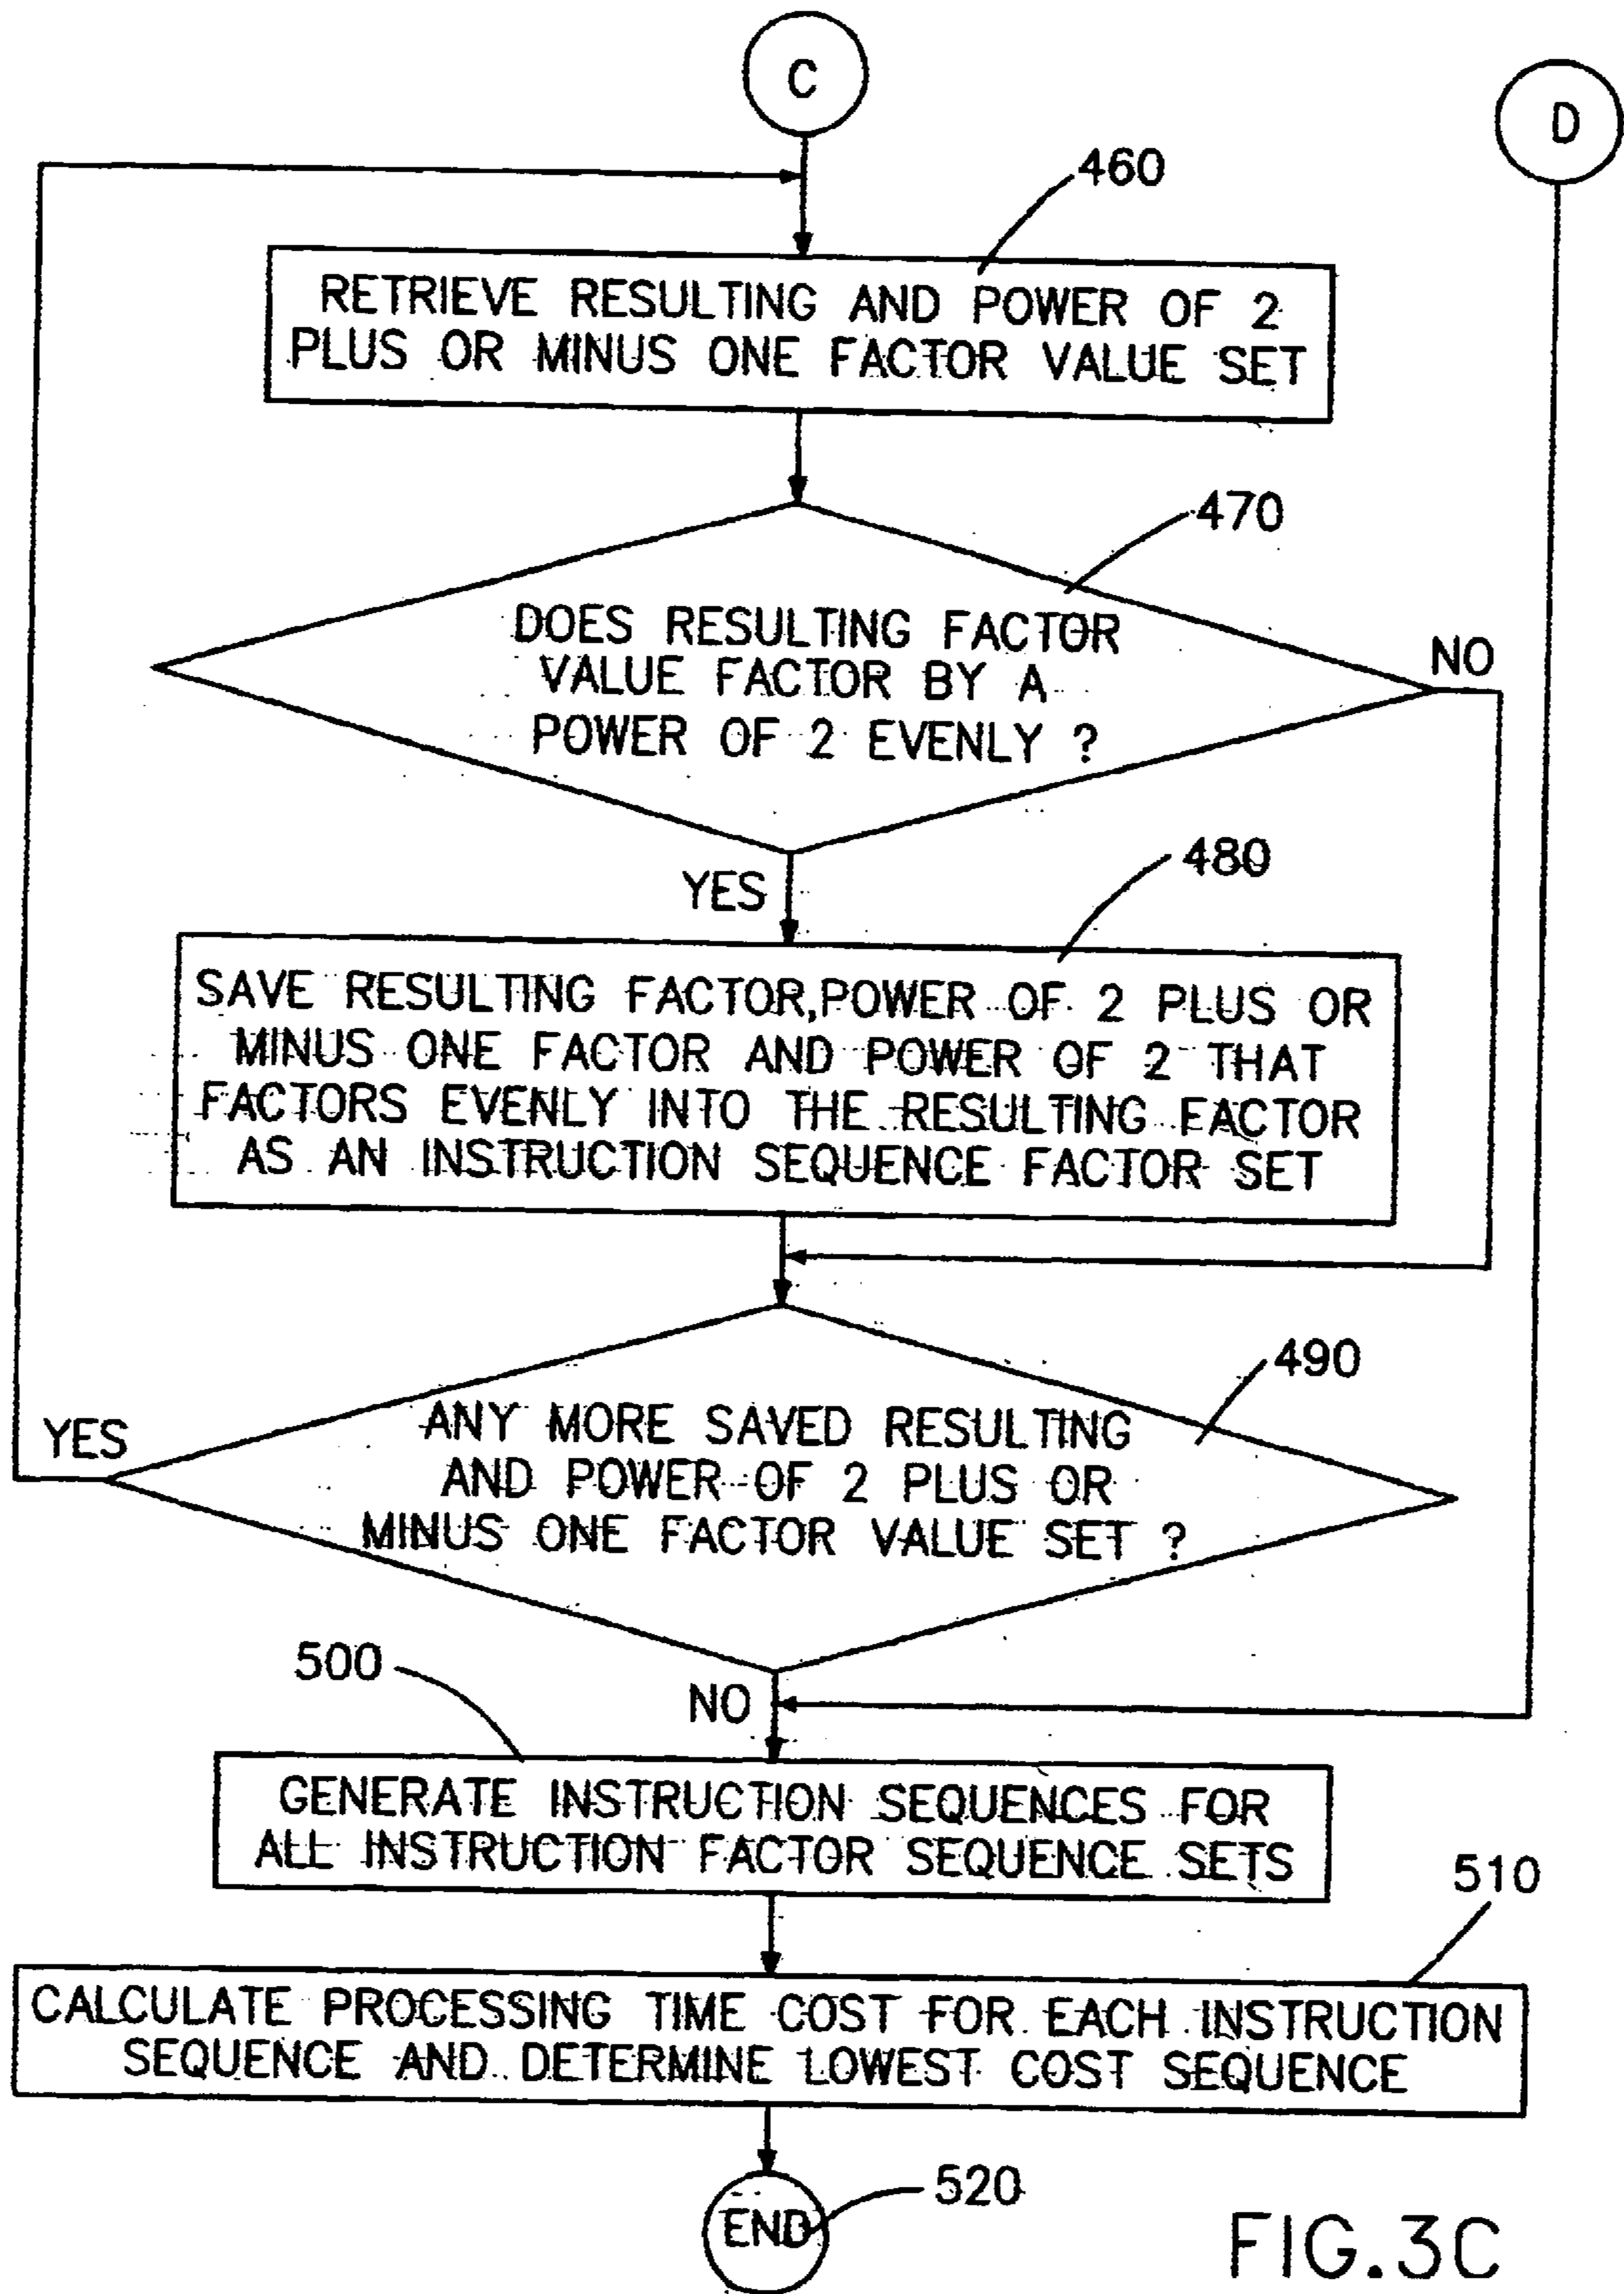 C
D
460
RETRIEVE RESULTING AND POWER OF 2
PLUS OR MINUS ONE FACTOR VALUE SET
470
DOES RESULTING FACTOR
VALUE FACTOR BY A
POWER OF 2 EVENLY ?
NO
YES
480
SAVE RESULTING FACTOR, POWER OF 2 PLUS OR
MINUS ONE FACTOR AND POWER OF 2 THAT
FACTORS EVENLY INTO THE RESULTING FACTOR
AS AN INSTRUCTION SEQUENCE FACTOR SET
490
YES
ANY MORE SAVED RESULTING
AND POWER OF 2 PLUS OR
MINUS ONE FACTOR VALUE SET ?
500
NO
GENERATE INSTRUCTION SEQUENCES FOR
ALL INSTRUCTION FACTOR SEQUENCE SETS
510
CALCULATE PROCESSING TIME COST FOR EACH INSTRUCTION
SEQUENCE AND DETERMINE LOWEST COST SEQUENCE
END
520
FIG.3C